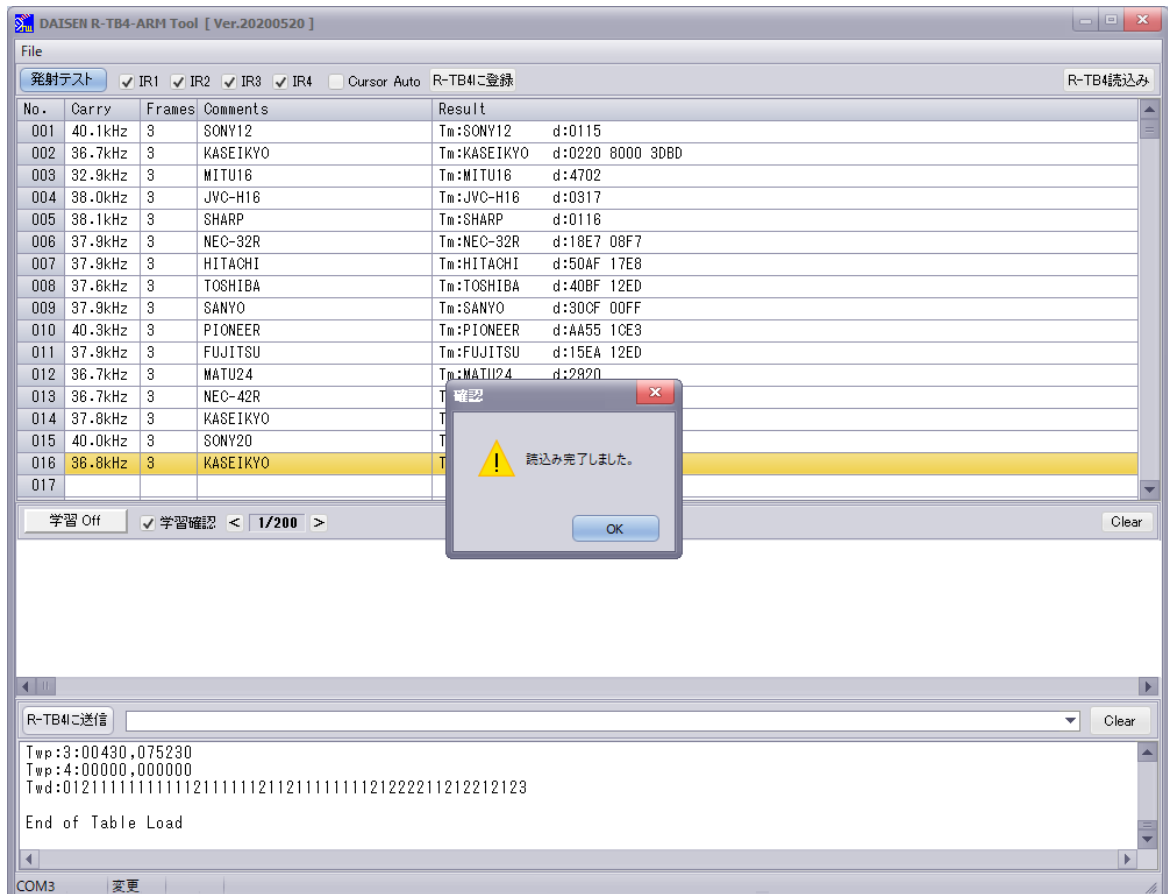 DAISEN R-TB4-ARM Tool [ Ver.20200520 ]
File
発射テスト IR1 IR2 IR3 IR4 Cursor Auto R-TB4に登録 R-TB4読込み
No. Carry Frames Comments Result
001 40.1kHz 3 SONY12 Tm:SONY12 d:0115
002 36.7kHz 3 KASEIKYO Tm:KASEIKYO d:0220 8000 3DBD
003 32.9kHz 3 MITU16 Tm:MITU16 d:4702
004 38.0kHz 3 JVC-H16 Tm:JVC-H16 d:0317
005 38.1kHz 3 SHARP Tm:SHARP d:0116
006 37.9kHz 3 NEC-32R Tm:NEC-32R d:18E7 08F7
007 37.9kHz 3 HITACHI Tm:HITACHI d:50AF 17E8
008 37.6kHz 3 TOSHIBA Tm:TOSHIBA d:40BF 12ED
009 37.9kHz 3 SANYO Tm:SANYO d:30CF 00FF
010 40.3kHz 3 PIONEER Tm:PIONEER d:AA55 1CE3
011 37.9kHz 3 FUJITSU Tm:FUJITSU d:15EA 12ED
012 36.7kHz 3 MATU24 Tm:MATU24 d:2920
013 36.7kHz 3 NEC-42R T
014 37.8kHz 3 KASEIKYO T
015 40.0kHz 3 SONY20 T
016 36.8kHz 3 KASEIKYO T
017
確認
読込み完了しました。
OK
学習 Off 学習確認 < 1/200 > Clear
R-TB4に送信 Clear
Twp:3:00430,075230
Twp:4:00000,000000
End of Table Load
COM3 変更